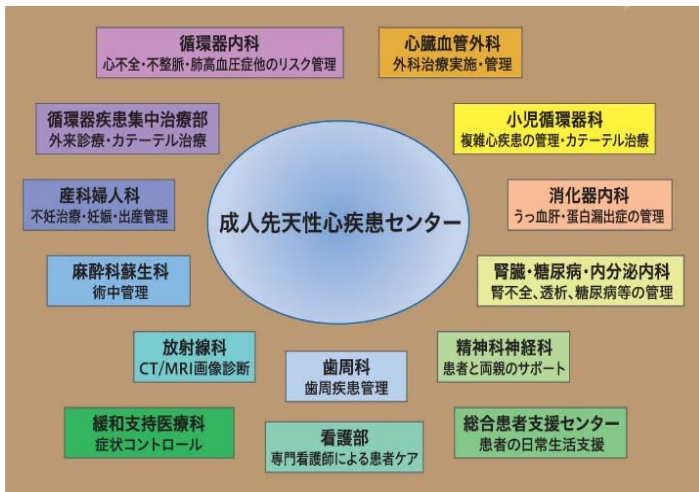 循環器内科
心不全・不整脈・肺高血圧症他のリスク管理
心臓血管外科
外科治療実施・管理
循環器疾患集中治療部
外来診療・カテーテル治療
小児循環器科
複雑心疾患の管理・カテーテル治療
産科婦人科
不妊治療・妊娠・出産管理
成人先天性心疾患センター
消化器内科
うっ血肝・蛋白漏出症の管理
麻酔科蘇生科
術中管理
腎臓・糖尿病・内分泌内科
腎不全、透析、糖尿病等の管理
放射線科
CT/MRI画像診断
歯周科
歯周疾患管理
精神科神経科
患者と両親のサポート
緩和支持医療科
症状コントロール
看護部
専門看護師による患者ケア
総合患者支援センター
患者の日常生活支援